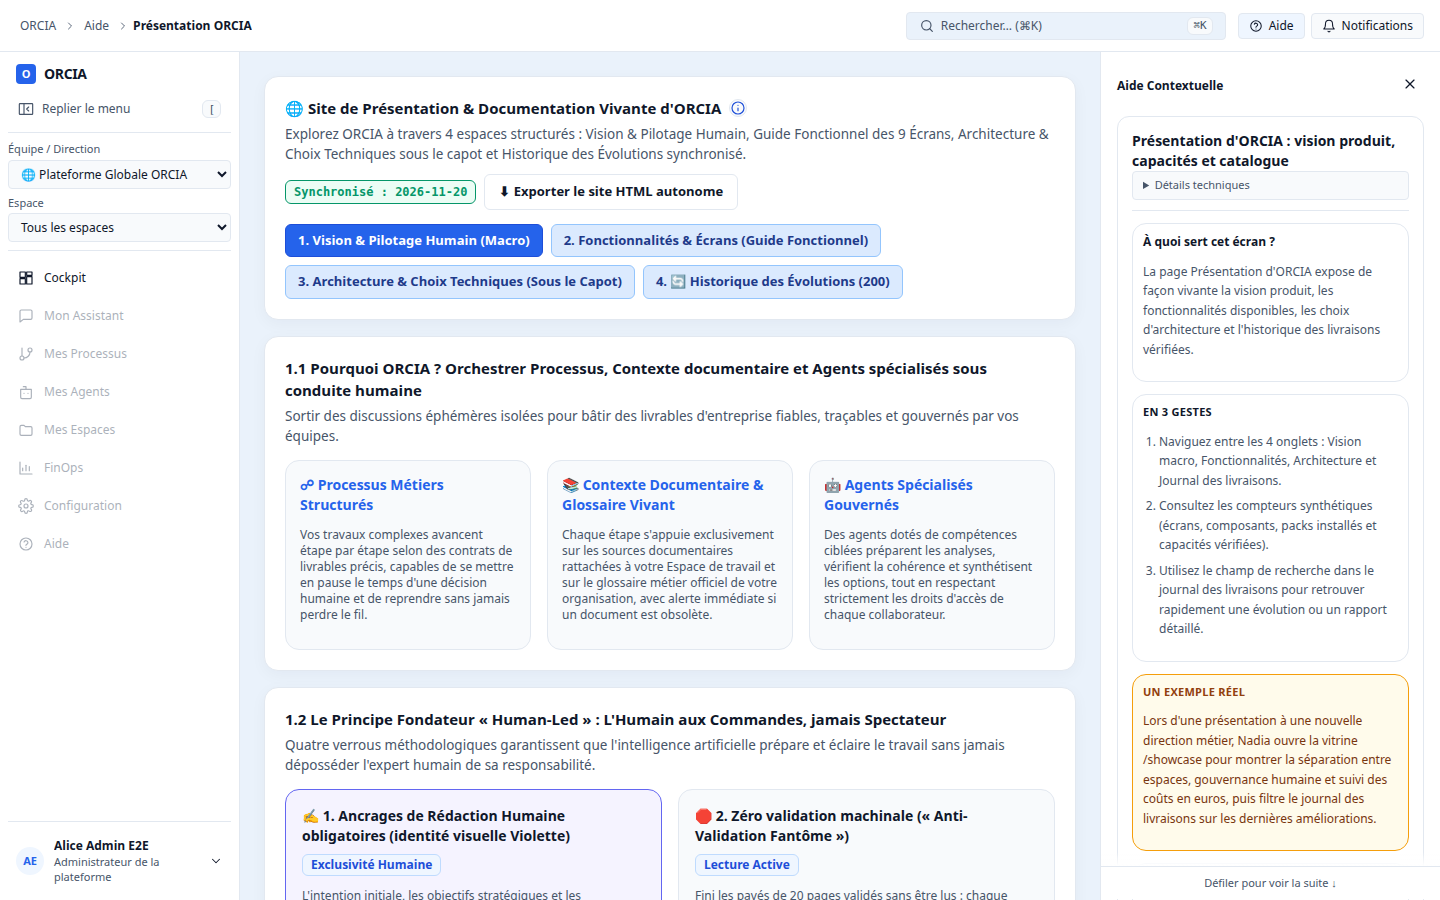 ORCIA > Aide > Présentation ORCIA
Rechercher... (⌘K) ⌘K
Aide
Notifications
O ORCIA
Replier le menu [
Équipe / Direction
🌐 Plateforme Globale ORCIA
Espace
Tous les espaces
Cockpit
Mon Assistant
Mes Processus
Mes Agents
Mes Espaces
FinOps
Configuration
Aide
AE
Alice Admin E2E
Administrateur de la
plateforme
🌐 Site de Présentation & Documentation Vivante d'ORCIA
Explorez ORCIA à travers 4 espaces structurés : Vision & Pilotage Humain, Guide Fonctionnel des 9 Écrans, Architecture &
Choix Techniques sous le capot et Historique des Évolutions synchronisé.
Synchronisé : 2026-11-20
⬇ Exporter le site HTML autonome
1. Vision & Pilotage Humain (Macro)
2. Fonctionnalités & Écrans (Guide Fonctionnel)
3. Architecture & Choix Techniques (Sous le Capot)
4. 🔄 Historique des Évolutions (200)
1.1 Pourquoi ORCIA ? Orchestrer Processus, Contexte documentaire et Agents spécialisés sous
conduite humaine
Sortir des discussions éphémères isolées pour bâtir des livrables d'entreprise fiables, traçables et gouvernés par vos
équipes.
☍ Processus Métiers
Structurés
Vos travaux complexes avancent
étape par étape selon des contrats de
livrables précis, capables de se mettre
en pause le temps d'une décision
humaine et de reprendre sans jamais
perdre le fil.
📚 Contexte Documentaire &
Glossaire Vivant
Chaque étape s'appuie exclusivement
sur les sources documentaires
rattachées à votre Espace de travail et
sur le glossaire métier officiel de votre
organisation, avec alerte immédiate si
un document est obsolète.
🤖 Agents Spécialisés
Gouvernés
Des agents dotés de compétences
ciblées préparent les analyses,
vérifient la cohérence et synthétisent
les options, tout en respectant
strictement les droits d'accès de
chaque collaborateur.
1.2 Le Principe Fondateur « Human-Led » : L'Humain aux Commandes, jamais Spectateur
Quatre verrous méthodologiques garantissent que l'intelligence artificielle prépare et éclaire le travail sans jamais
déposséder l'expert humain de sa responsabilité.
✍️ 1. Ancrages de Rédaction Humaine
obligatoires (identité visuelle Violette)
Exclusivité Humaine
L'intention initiale, les objectifs stratégiques et les
🛑 2. Zéro validation machinale (« Anti-
Validation Fantôme »)
Lecture Active
Fini les pavés de 20 pages validés sans être lus : chaque
Aide Contextuelle
Présentation d'ORCIA : vision produit,
capacités et catalogue
▶ Détails techniques
À quoi sert cet écran ?
La page Présentation d'ORCIA expose de
façon vivante la vision produit, les
fonctionnalités disponibles, les choix
d'architecture et l'historique des livraisons
vérifiées.
EN 3 GESTES
1. Naviguez entre les 4 onglets : Vision
macro, Fonctionnalités, Architecture et
Journal des livraisons.
2. Consultez les compteurs synthétiques
(écrans, composants, packs installés et
capacités vérifiées).
3. Utilisez le champ de recherche dans le
journal des livraisons pour retrouver
rapidement une évolution ou un rapport
détaillé.
UN EXEMPLE RÉEL
Lors d'une présentation à une nouvelle
direction métier, Nadia ouvre la vitrine
/showcase pour montrer la séparation entre
espaces, gouvernance humaine et suivi des
coûts en euros, puis filtre le journal des
livraisons sur les dernières améliorations.
Défiler pour voir la suite ↓